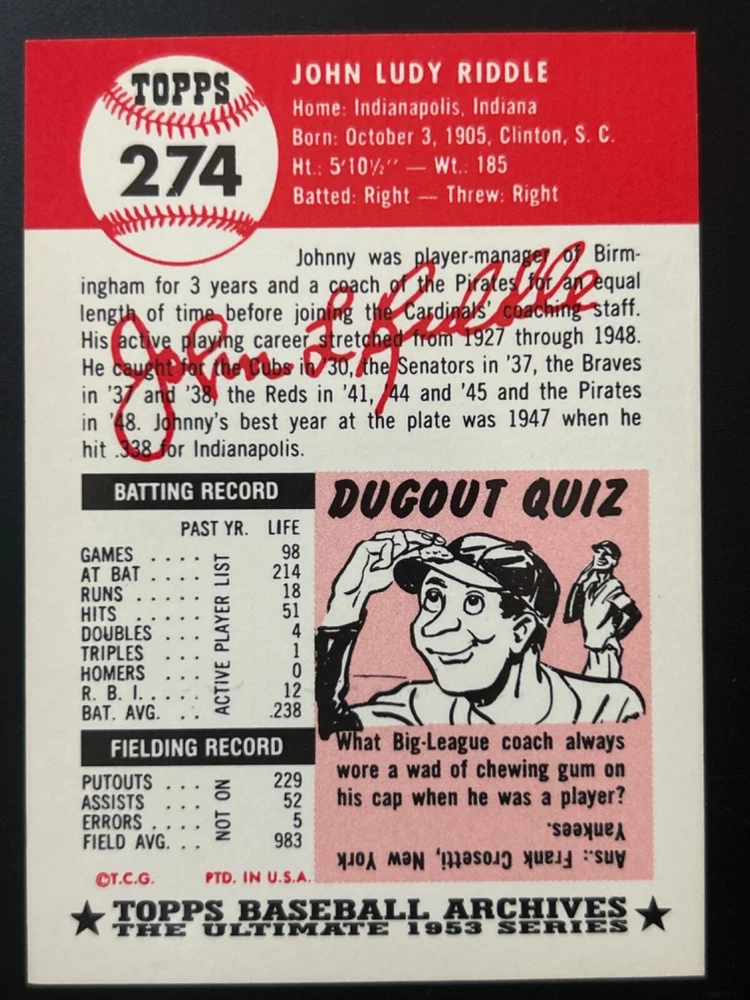 TOPPS
274
JOHN LUDY RIDDLE
Home: Indianapolis, Indiana
Born: October 3, 1905, Clinton, S. C.
Ht.: 5'10½'' — Wt.: 185
Batted: Right — Threw: Right
Johnny was player-manager of Birm-
ingham for 3 years and a coach of the Pirates for an equal
length of time before joining the Cardinals' coaching staff.
His active playing career stretched from 1927 through 1948.
He caught for the Cubs in '30, the Senators in '37, the Braves
in '37 and '38, the Reds in '41, '44 and '45 and the Pirates
in '48. Johnny's best year at the plate was 1947 when he
hit .338 for Indianapolis.
John L Riddle
BATTING RECORD
PAST YR. LIFE
GAMES .... 98
AT BAT ..... 214
RUNS ...... 18
HITS ...... 51
DOUBLES ... 4
TRIPLES ... 1
HOMERS ... 0
R. B. I. .... 12
BAT. AVG. .. .238
NOT ON ACTIVE PLAYER LIST
FIELDING RECORD
PUTOUTS ... 229
ASSISTS .... 52
ERRORS .... 5
FIELD AVG. .. 983
©T.C.G. PTD. IN U.S.A.
DUGOUT QUIZ
What Big-League coach always
wore a wad of chewing gum on
his cap when he was a player?
Ans.: Frank Crosetti, New York
Yankees.
TOPPS BASEBALL ARCHIVES
THE ULTIMATE 1953 SERIES